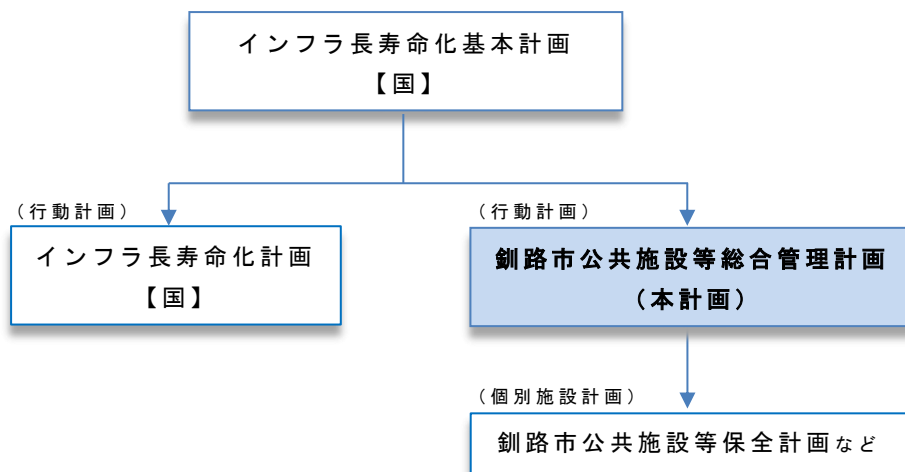 インフラ長寿命化基本計画
【国】
（行動計画）
インフラ長寿命化計画
【国】
（行動計画）
釧路市公共施設等総合管理計画
（本計画）
（個別施設計画）
釧路市公共施設等保全計画など